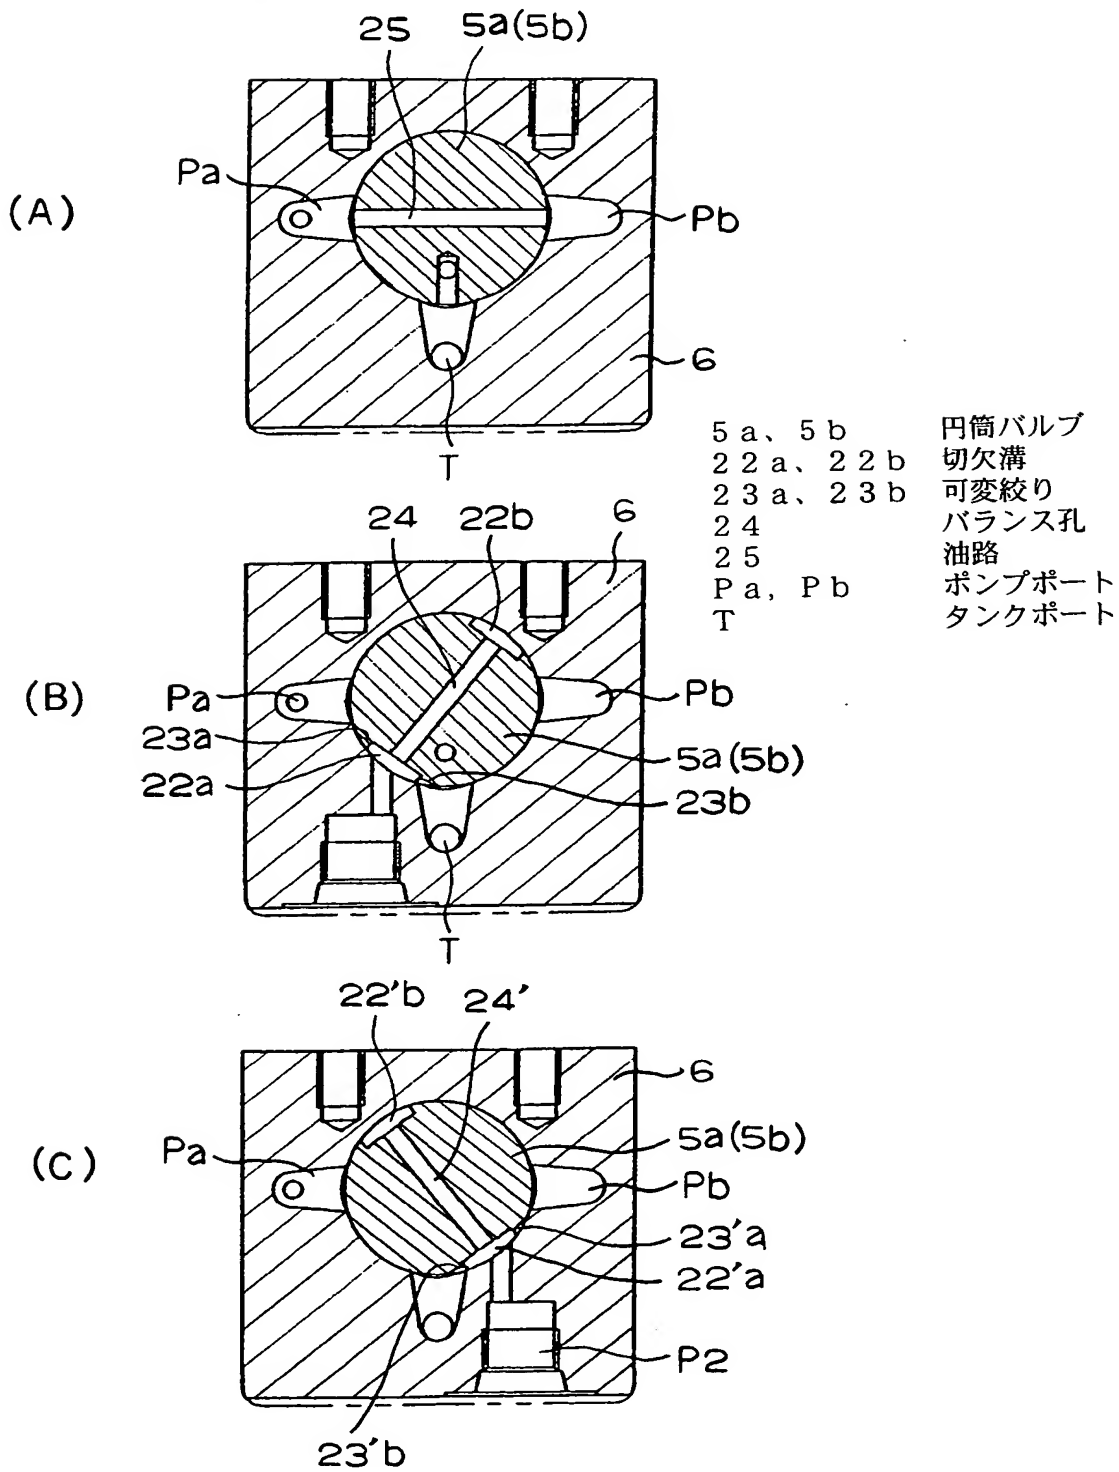 25 5a(5b)
Pa
(A)
Pb
6
T
5a、5b 円筒バルブ
22a、22b 切欠溝
23a、23b 可変絞り
24 バランス孔
25 油路
Pa，Pb ポンプポート
T タンクポート
24 22b 6
(B)
Pa
Pb
23a
22a
5a(5b)
23b
T
22'b 24'
6
(C)
Pa
5a(5b)
Pb
23'a
22'a
P2
23'b